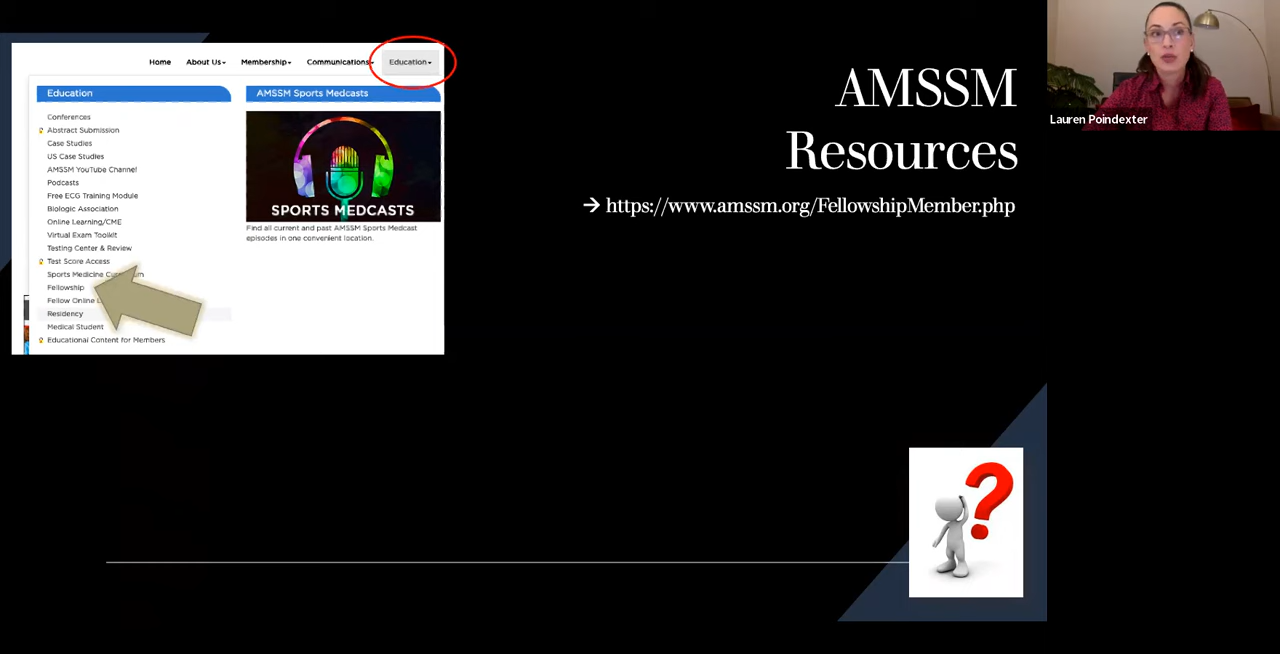 Home About Us Membership Communications Education
Education
Conferences
Abstract Submission
Case Studies
US Case Studies
AMSSM YouTube Channel
Podcasts
Free ECG Training Module
Biologic Association
Online Learning/CME
Virtual Exam Toolkit
Testing Center & Review
Test Score Access
Sports Medicine
Fellowship
Fellow Online
Residency
Medical Student
Educational Content for Members
AMSSM Sports Medcasts
SPORTS MEDCASTS
Find all current and past AMSSM Sports Medcast
episodes in one convenient location.
AMSSM
Resources
→ https://www.amssm.org/FellowshipMember.php
?
Lauren Poindexter